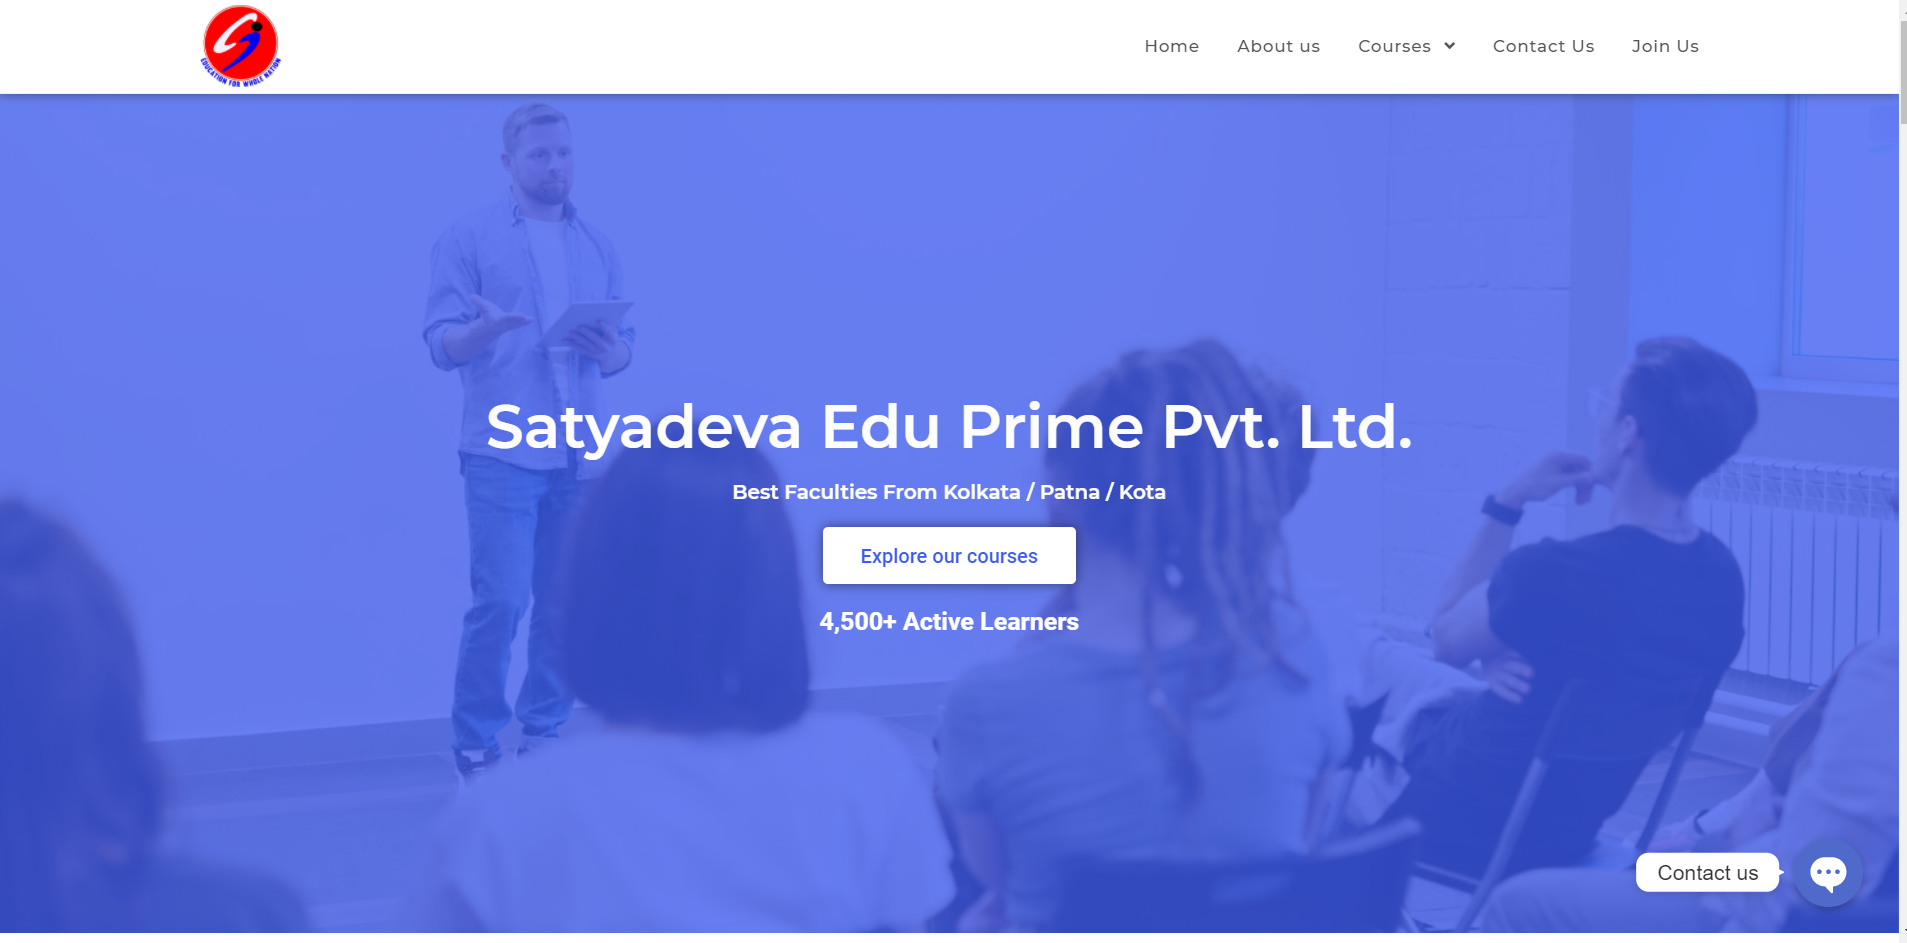 EDUCATION FOR WHOLE NATION
Home
About us
Courses
Contact Us
Join Us
Satyadeva Edu Prime Pvt. Ltd.
Best Faculties From Kolkata / Patna / Kota
Explore our courses
4,500+ Active Learners
Contact us